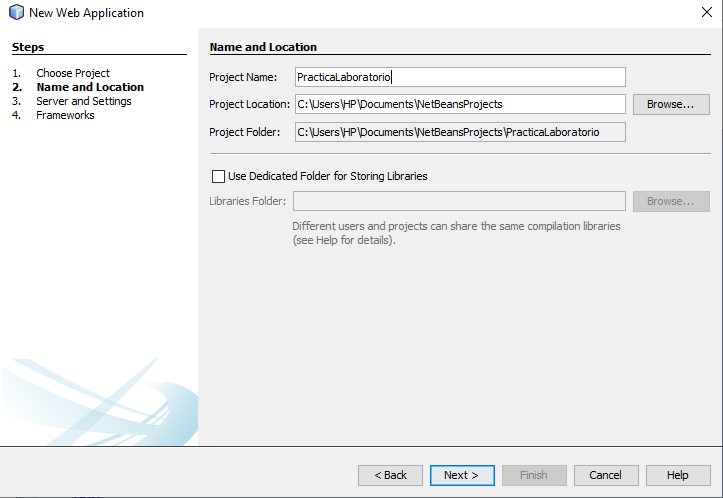 New Web Application
Steps
1. Choose Project
2. Name and Location
3. Server and Settings
4. Frameworks
Name and Location
Project Name: PracticaLaboratorio
Project Location: C:\Users\HP\Documents\NetBeansProjects Browse...
Project Folder: C:\Users\HP\Documents\NetBeansProjects\PracticaLaboratorio
Use Dedicated Folder for Storing Libraries
Libraries Folder: Browse...
Different users and projects can share the same compilation libraries
(see Help for details).
< Back Next > Finish Cancel Help